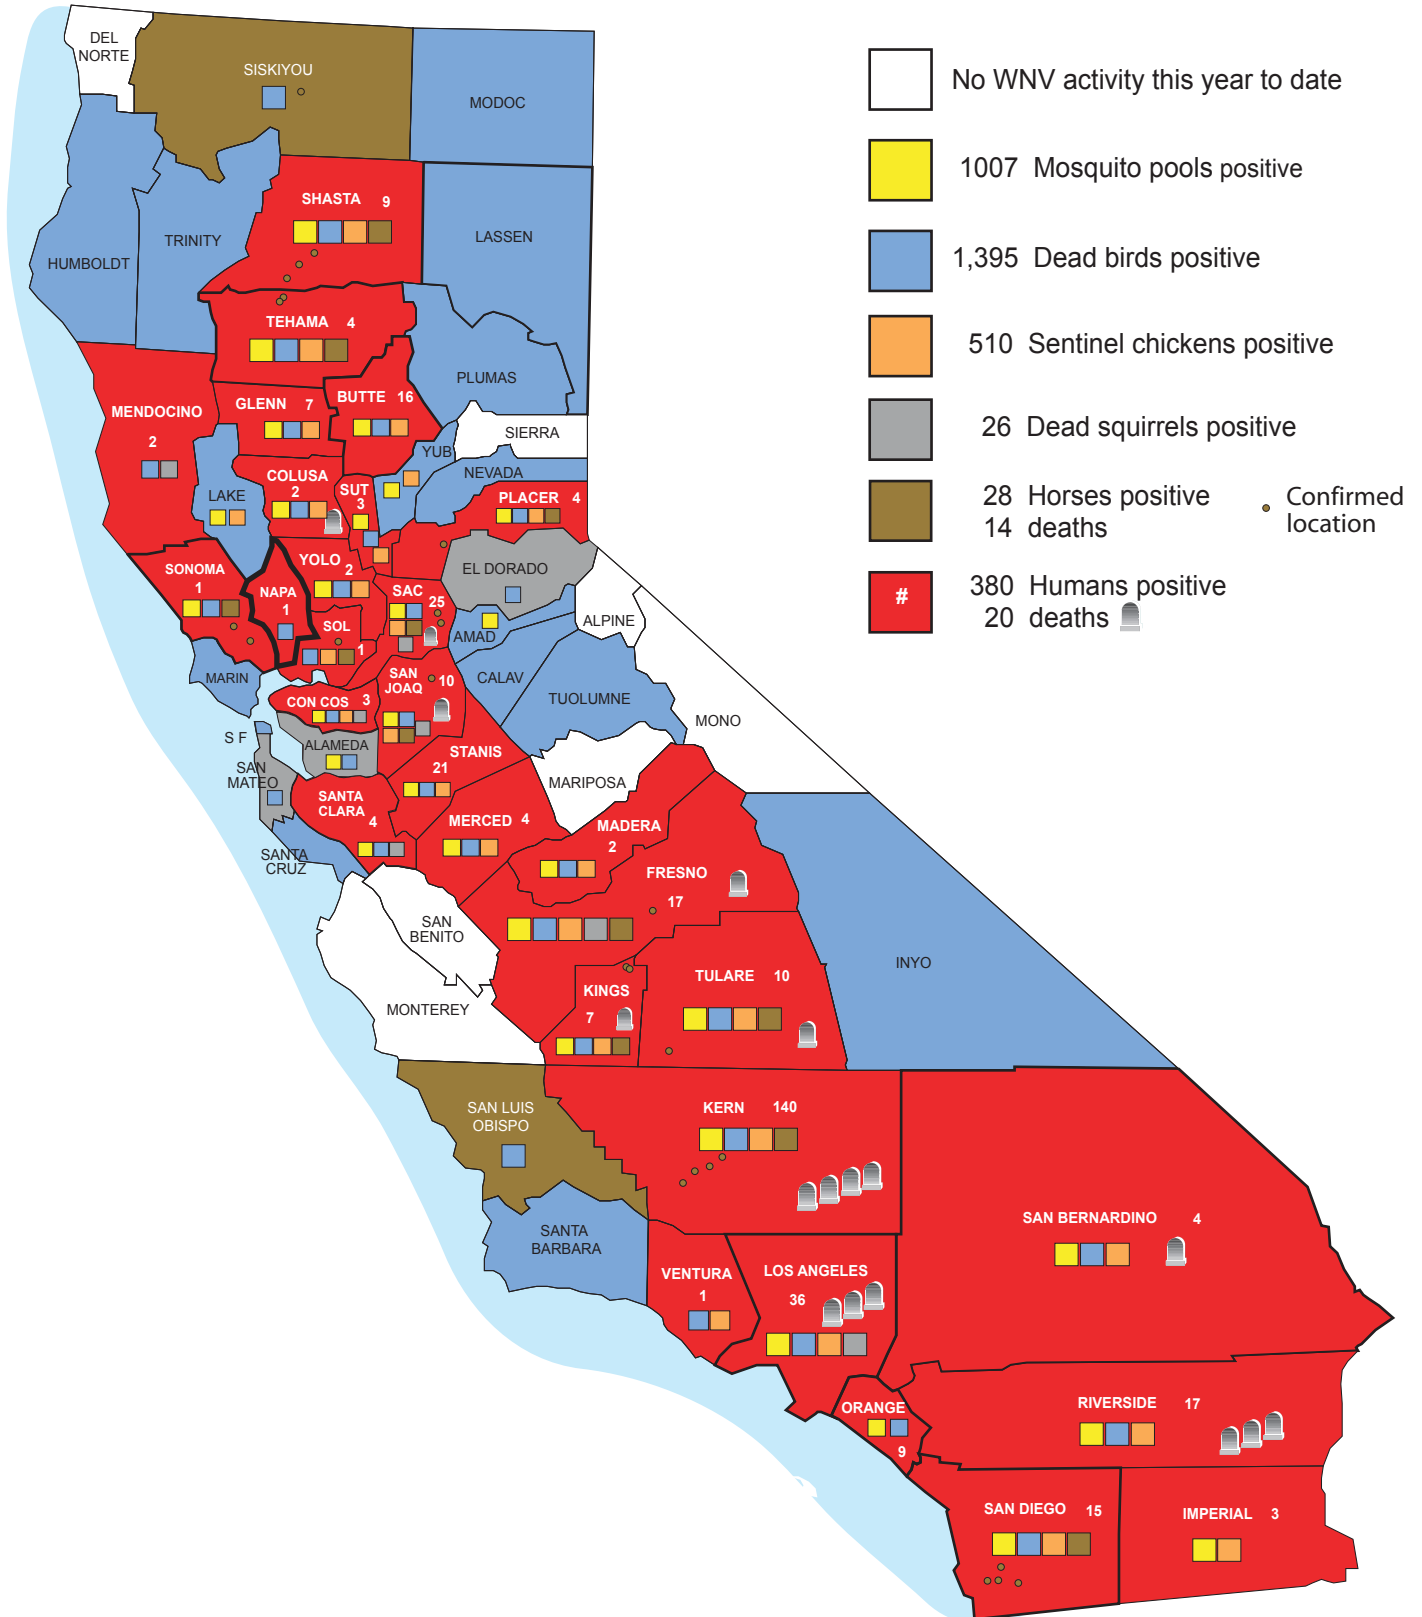 DEL
NORTE
SISKIYOU
MODOC
No WNV activity this year to date
1007 Mosquito pools positive
1,395 Dead birds positive
510 Sentinel chickens positive
26 Dead squirrels positive
28 Horses positive
14 deaths
Confirmed
location
# 380 Humans positive
20 deaths
SHASTA 9
TRINITY
HUMBOLDT
LASSEN
TEHAMA 4
PLUMAS
MENDOCINO
2
GLENN 7
BUTTE 16
SIERRA
YUB
NEVADA
COLUSA
2
SUT
3
LAKE
PLACER 4
SONOMA
1
NAPA
1
YOLO 2
SAC
25
EL DORADO
ALPINE
SOL
1
AMAD
MARIN
CALAV
SAN
JOAQ 10
TUOLUMNE
MONO
CON COS 3
S F
ALAMEDA
STANIS
21
SAN
MATEO
MARIPOSA
SANTA
CLARA
4
MERCED 4
MADERA
2
SANTA
CRUZ
FRESNO
17
SAN
BENITO
INYO
MONTEREY
KINGS
7
TULARE 10
SAN LUIS
OBISPO
KERN 140
SANTA
BARBARA
SAN BERNARDINO 4
VENTURA
1
LOS ANGELES
36
ORANGE
9
RIVERSIDE 17
SAN DIEGO 15
IMPERIAL 3